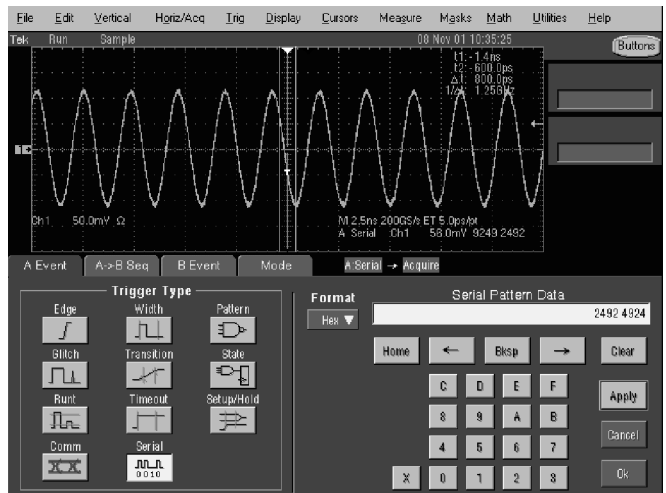 File Edit Vertical Horiz/Acq Trig Display Cursors Measure Masks Math Utilities Help
Tek Run Sample 08 Nov 01 10:35:25
Buttons
t1: -1.4ns
t2: -600.0ps
Δt: 800.0ps
1/Δt: 1.25GHz
1
Ch1 50.0mV Ω M 2.5ns 200GS/s ET 5.0ps/pt
A Serial Ch1 58.0mV 9249 2492
A Event A->B Seq B Event Mode A:Serial → Acquire
Trigger Type
Edge Width Pattern
Glitch Transition State
Runt Timeout Setup/Hold
Comm Serial
0010
Format
Hex
Serial Pattern Data
2492 4924
Home ← Bksp → Clear
C D E F
Apply
8 9 A B
4 5 6 7
Cancel
X 0 1 2 3
Ok